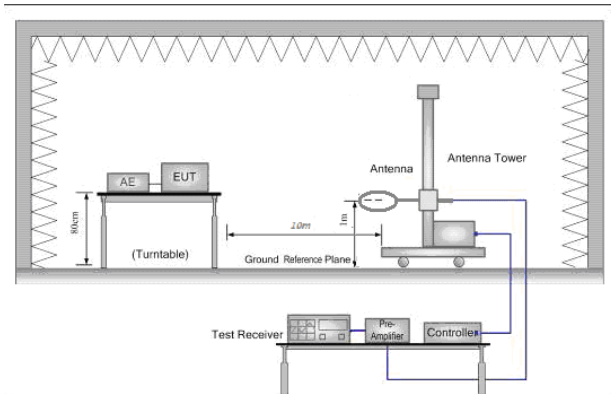 Antenna Tower
Antenna
EUT
AE
80cm
10m
1m
(Turntable)
Ground Reference Plane
Test Receiver
Pre-
Amplifier
Controller